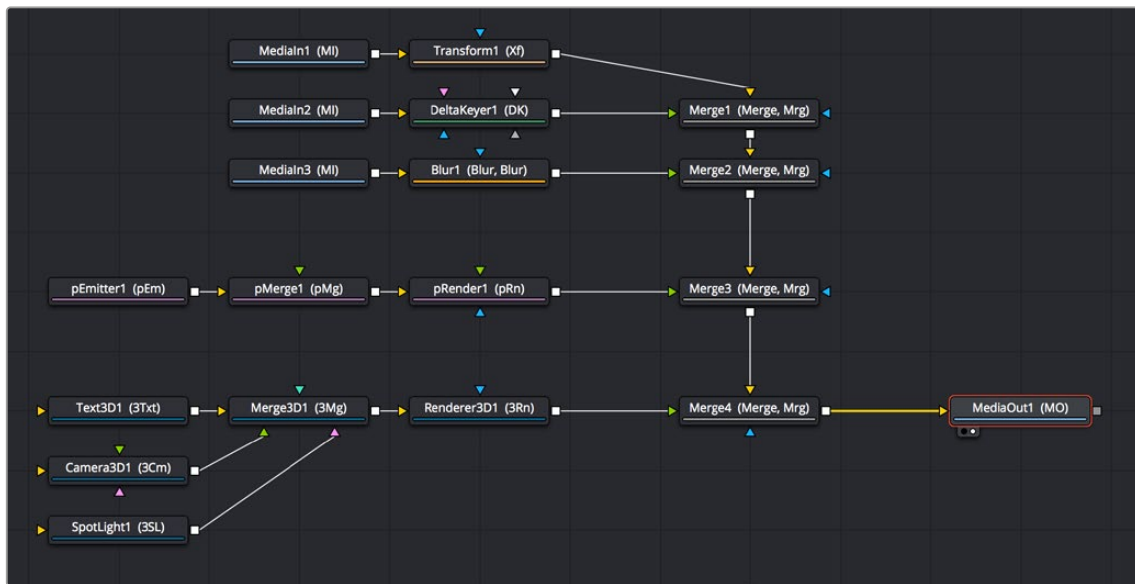 MediaIn1 (MI)
Transform1 (Xf)
MediaIn2 (MI)
DeltaKeyer1 (DK)
Merge1 (Merge, Mrg)
MediaIn3 (MI)
Blur1 (Blur, Blur)
Merge2 (Merge, Mrg)
pEmitter1 (pEm)
pMerge1 (pMg)
pRender1 (pRn)
Merge3 (Merge, Mrg)
Text3D1 (3Txt)
Merge3D1 (3Mg)
Renderer3D1 (3Rn)
Merge4 (Merge, Mrg)
MediaOut1 (MO)
Camera3D1 (3Cm)
SpotLight1 (3SL)